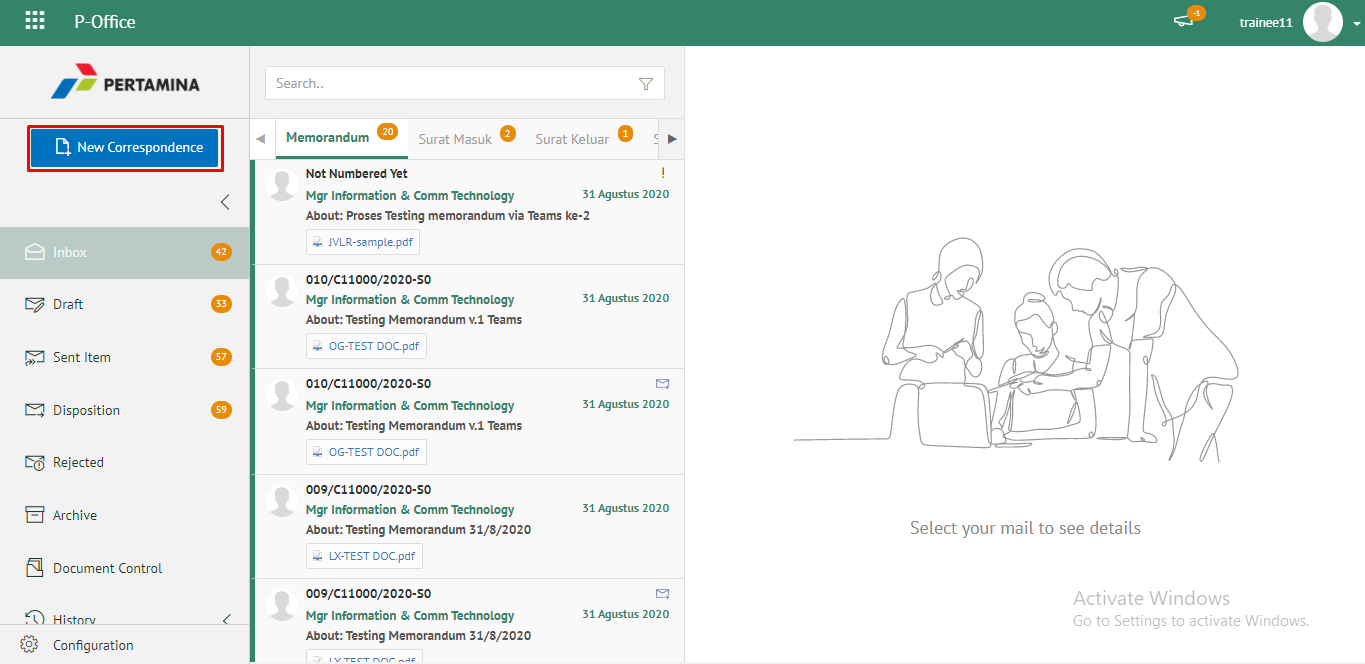 P-Office
-1
trainee11
PERTAMINA
New Correspondence
Inbox
42
Draft
33
Sent Item
57
Disposition
59
Rejected
Archive
Document Control
History
Configuration
Search..
Memorandum 20
Surat Masuk 2
Surat Keluar 1
S
Not Numbered Yet !
Mgr Information & Comm Technology 31 Agustus 2020
About: Proses Testing memorandum via Teams ke-2
JVLR-sample.pdf
010/C11000/2020-S0
Mgr Information & Comm Technology 31 Agustus 2020
About: Testing Memorandum v.1 Teams
OG-TEST DOC.pdf
010/C11000/2020-S0
Mgr Information & Comm Technology 31 Agustus 2020
About: Testing Memorandum v.1 Teams
OG-TEST DOC.pdf
009/C11000/2020-S0
Mgr Information & Comm Technology 31 Agustus 2020
About: Testing Memorandum 31/8/2020
LX-TEST DOC.pdf
009/C11000/2020-S0
Mgr Information & Comm Technology 31 Agustus 2020
About: Testing Memorandum 31/8/2020
LX-TEST DOC.pdf
Select your mail to see details
Activate Windows
Go to Settings to activate Windows.